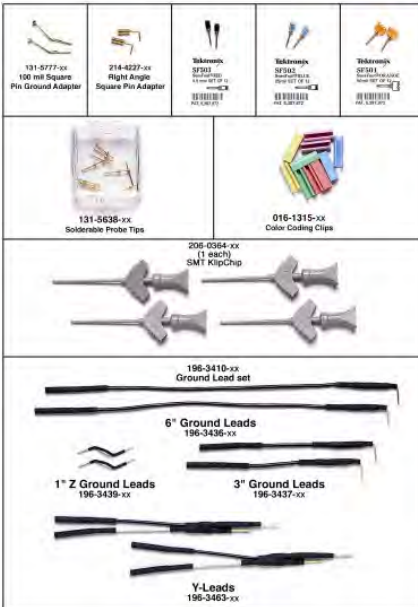 131-5777-xx
100 mil Square
Pin Ground Adapter
214-4227-xx
Right Angle
Square Pin Adapter
Tektronix
SF503
Tektronix
SF502
Tektronix
SF501
131-5638-xx
Solderable Probe Tips
016-1315-xx
Color Coding Clips
206-0364-xx
(1 each)
SMT KlipChip
196-3410-xx
Ground Lead set
6" Ground Leads
196-3436-xx
1" Z Ground Leads
196-3439-xx
3" Ground Leads
196-3437-xx
Y-Leads
196-3463-xx